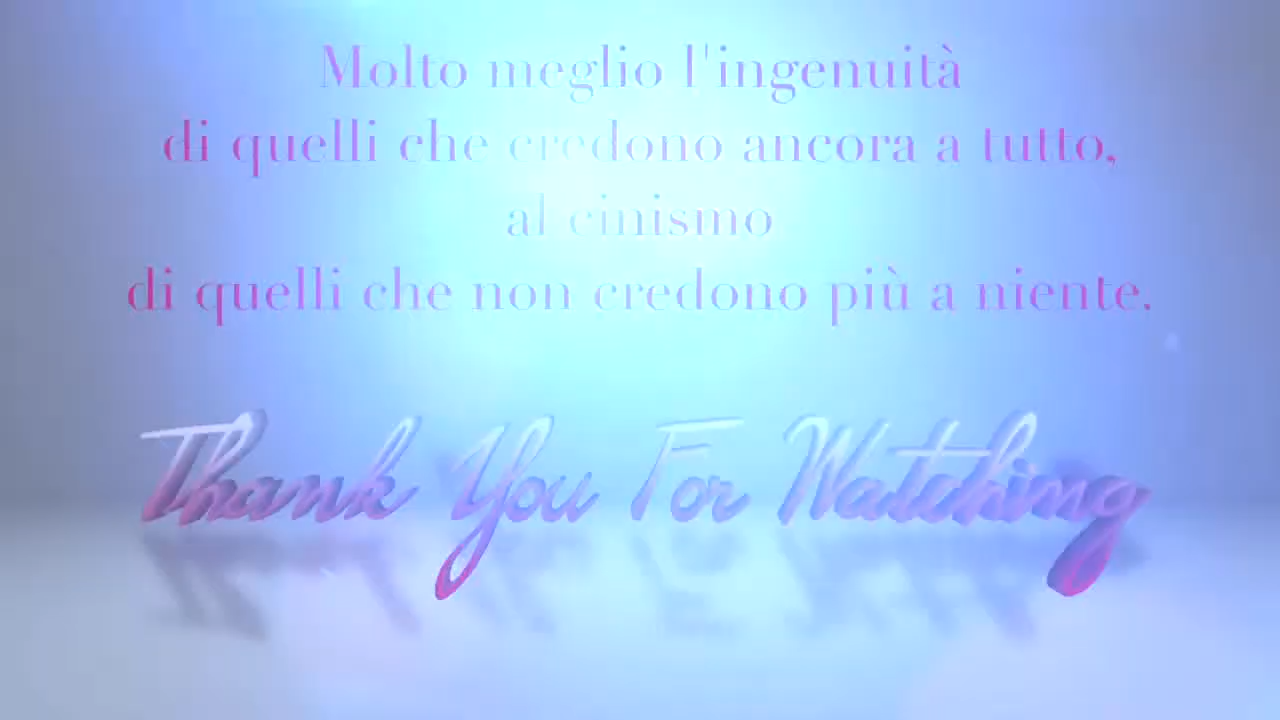 Molto meglio l'ingenuità
di quelli che credono ancora a tutto,
al cinismo
di quelli che non credono più a niente.
Thank You For Watching